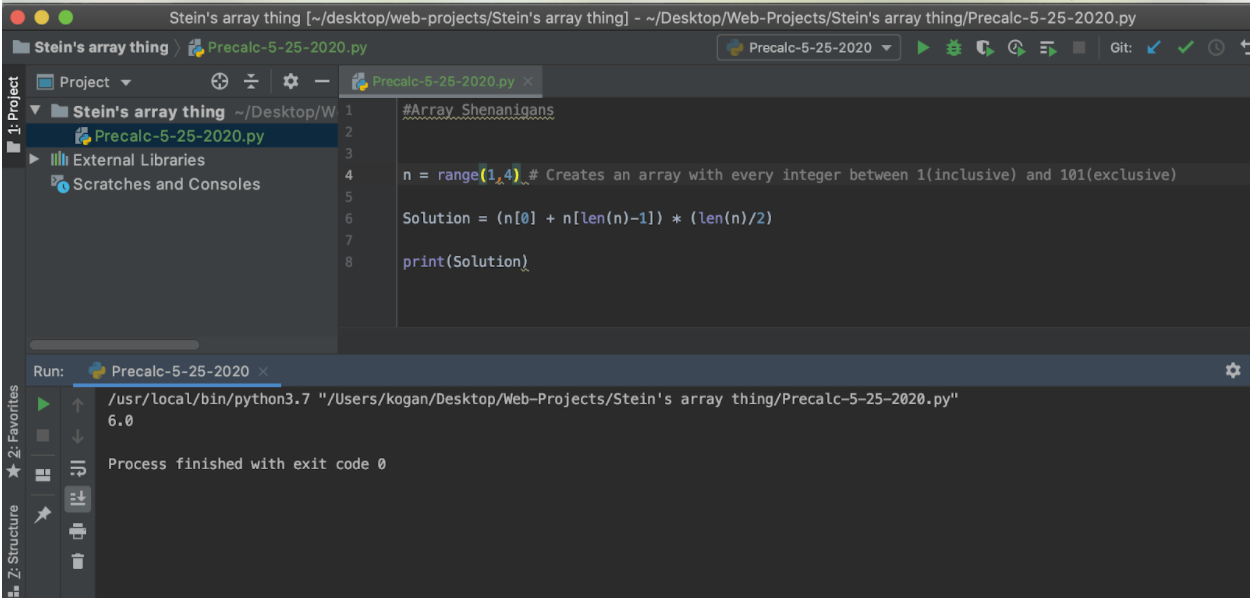 Stein's array thing [~/desktop/web-projects/Stein's array thing] - ~/Desktop/Web-Projects/Stein's array thing/Precalc-5-25-2020.py
Stein's array thing Precalc-5-25-2020.py Precalc-5-25-2020 Git:
1: Project
Project
Stein's array thing ~/Desktop/W
Precalc-5-25-2020.py
External Libraries
Scratches and Consoles
Precalc-5-25-2020.py
1 #Array Shenanigans
2
3
4 n = range(1,4) # Creates an array with every integer between 1(inclusive) and 101(exclusive)
5
6 Solution = (n[0] + n[len(n)-1]) * (len(n)/2)
7
8 print(Solution)
Run: Precalc-5-25-2020
/usr/local/bin/python3.7 "/Users/kogan/Desktop/Web-Projects/Stein's array thing/Precalc-5-25-2020.py"
6.0
Process finished with exit code 0
2: Favorites
Z: Structure